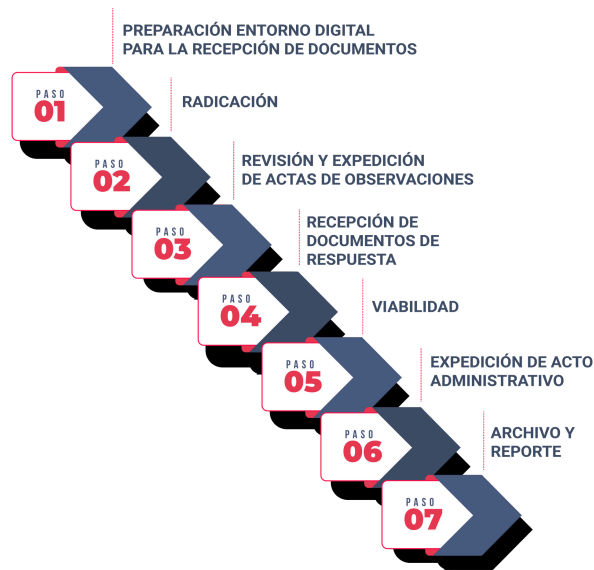 PREPARACIÓN ENTORNO DIGITAL
PARA LA RECEPCIÓN DE DOCUMENTOS
PASO
01
RADICACIÓN
PASO
02
REVISIÓN Y EXPEDICIÓN
DE ACTAS DE OBSERVACIONES
PASO
03
RECEPCIÓN DE
DOCUMENTOS DE
RESPUESTA
PASO
04
VIABILIDAD
PASO
05
EXPEDICIÓN DE ACTO
ADMINISTRATIVO
PASO
06
ARCHIVO Y
REPORTE
PASO
07